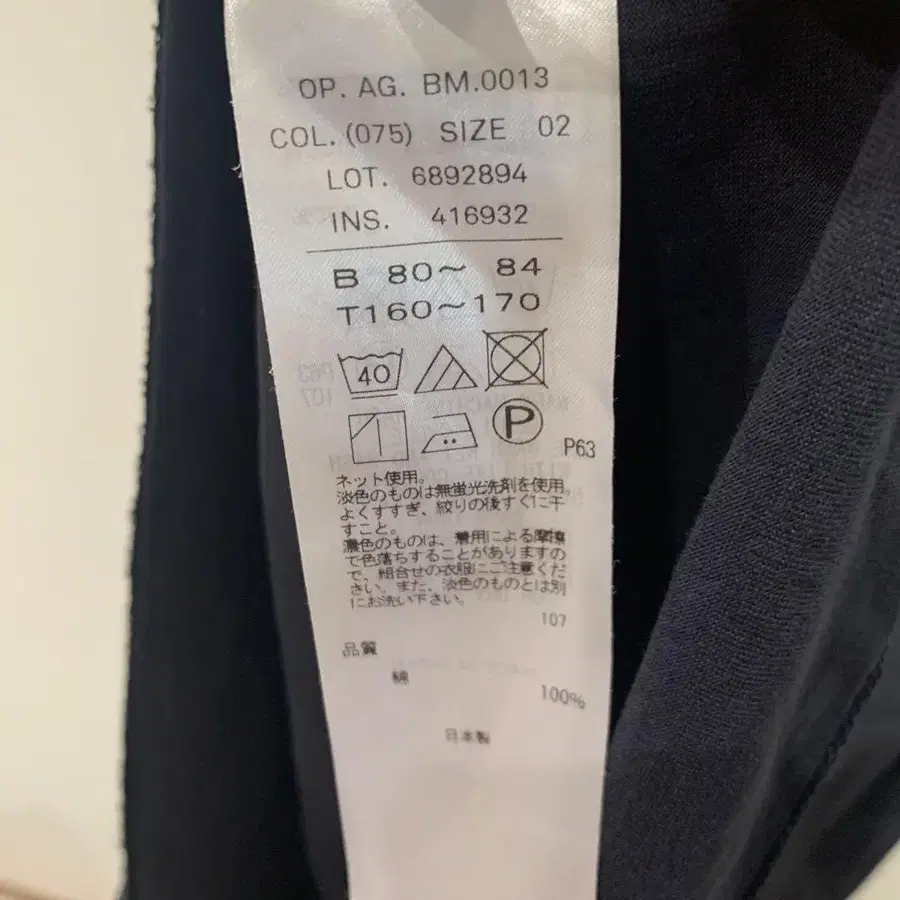 OP. AG. BM.0013
COL.(075) SIZE 02
LOT. 6892894
INS. 416932
B 80～ 84
T160～170
40
P
P63
ネット使用。
淡色のものは無蛍光洗剤を使用,
よくすすぎ、絞りの後すぐに干
すこと。
濃色のものは、着用による摩擦
で色落ちすることがありますの
で、組合せの衣服にご注意くだ
さい。また、淡色のものとは別
にお洗い下さい。
107
品質
綿 100%
日本製